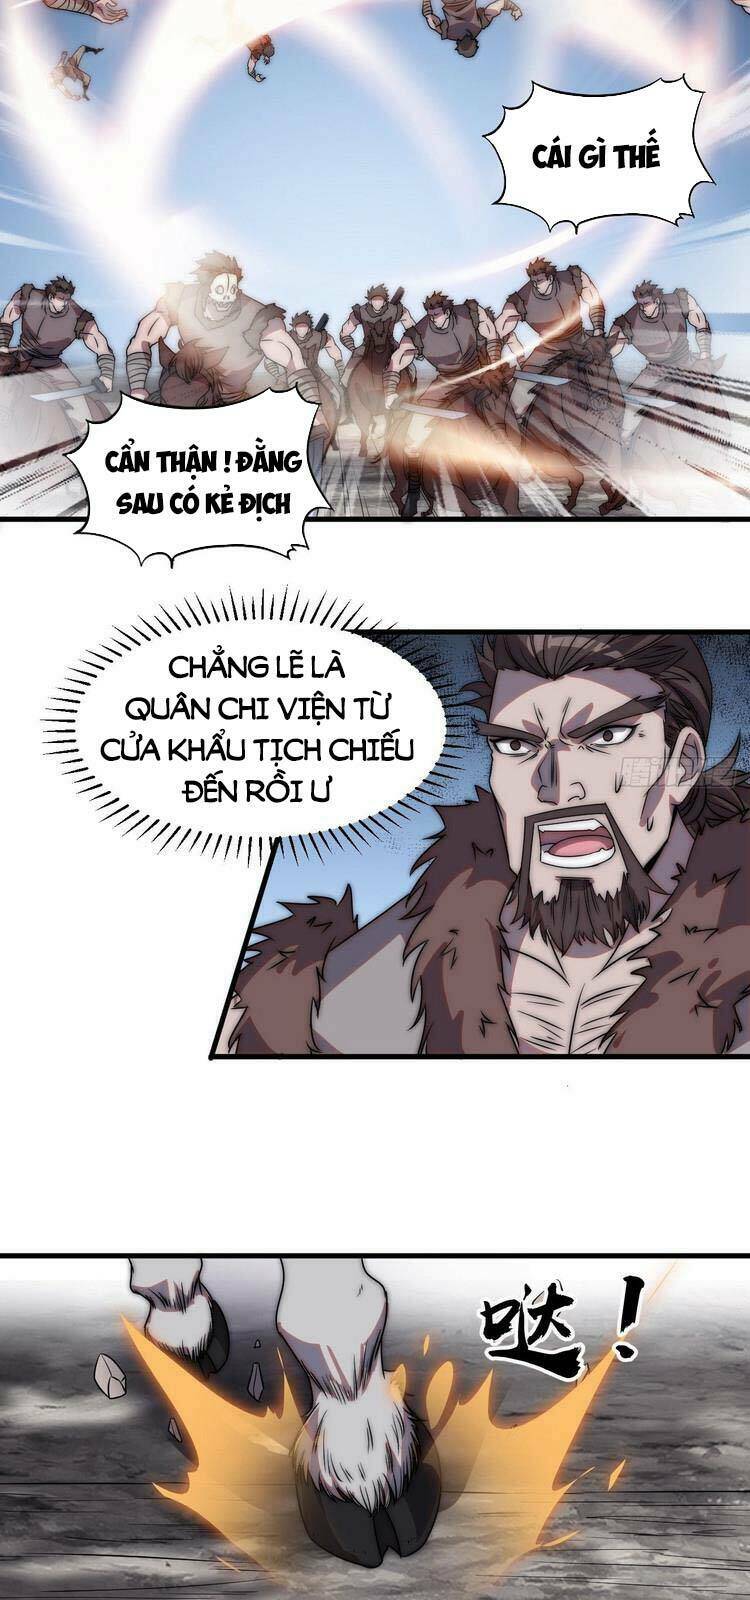 CÁI GÌ THẾ
CẨN THẬN ! ĐẰNG
SAU CÓ KẺ ĐỊCH
CHẲNG LẼ LÀ
QUÂN CHI VIỆN TỪ
CỬA KHẨU TỊCH CHIẾU
ĐẾN RỒI Ư
哒！